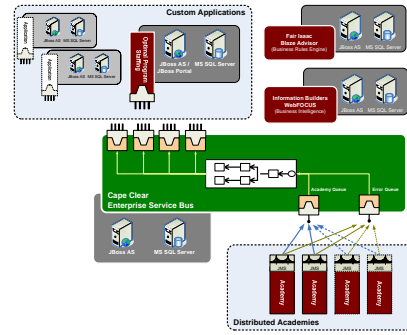 Custom Applications
Application
JBoss AS
MS SQL Server
Application
JBoss AS
MS SQL Server
Optimal Program
Staffing
JBoss AS /
JBoss Portal
MS SQL Server
Fair Isaac
Blaze Advisor
(Business Rules Engine)
JBoss AS
MS SQL Server
Information Builders
WebFOCUS
(Business Intelligence)
JBoss AS
MS SQL Server
Academy Queue
Error Queue
Cape Clear
Enterprise Service Bus
JBoss AS
MS SQL Server
JMS
JMS
JMS
JMS
Academy
Academy
Academy
Academy
Distributed Academies